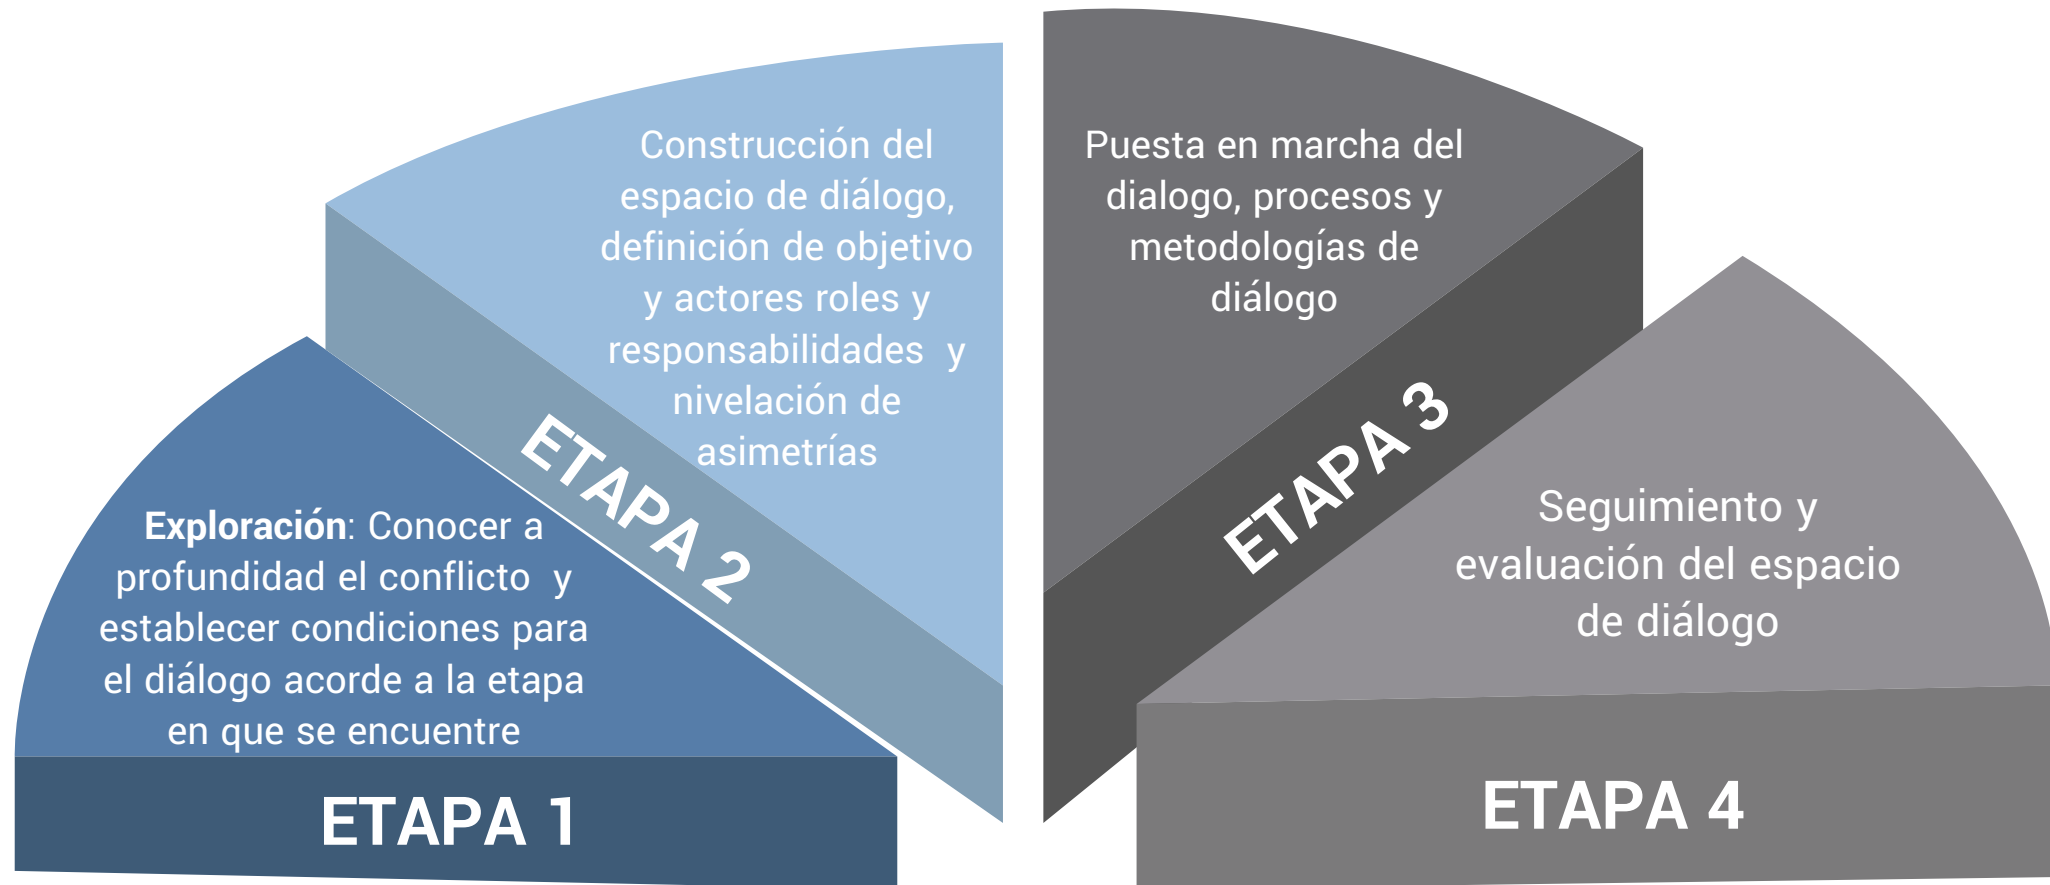 Exploración: Conocer a
profundidad el conflicto  y
establecer condiciones para
el diálogo acorde a la etapa
en que se encuentre
ETAPA 1
Construcción del
espacio de diálogo,
definición de objetivo
y actores roles y
responsabilidades  y
nivelación de
asimetrías
ETAPA 2
Puesta en marcha del
dialogo, procesos y
metodologías de
diálogo
ETAPA 3
Seguimiento y
evaluación del espacio
de diálogo
ETAPA 4